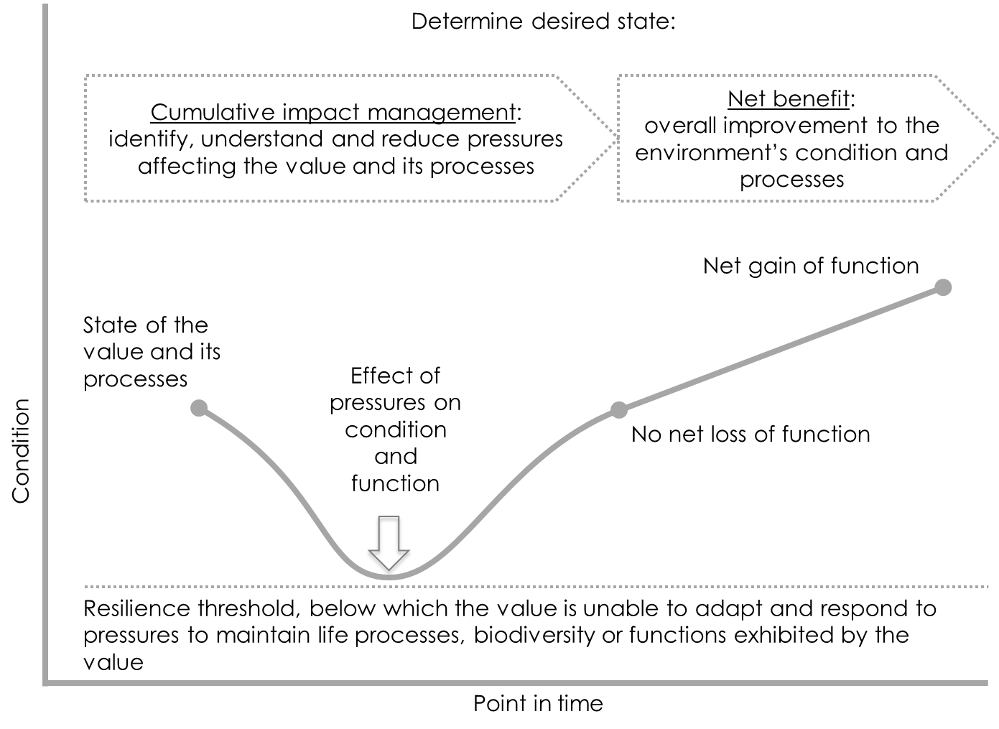 Determine desired state:
Cumulative impact management:
identify, understand and reduce pressures
affecting the value and its processes
Net benefit:
overall improvement to the
environment’s condition and
processes
Net gain of function
State of the
value and its
processes
Effect of
pressures on
condition
and
function
No net loss of function
Condition
Resilience threshold, below which the value is unable to adapt and respond to
pressures to maintain life processes, biodiversity or functions exhibited by the
value
Point in time